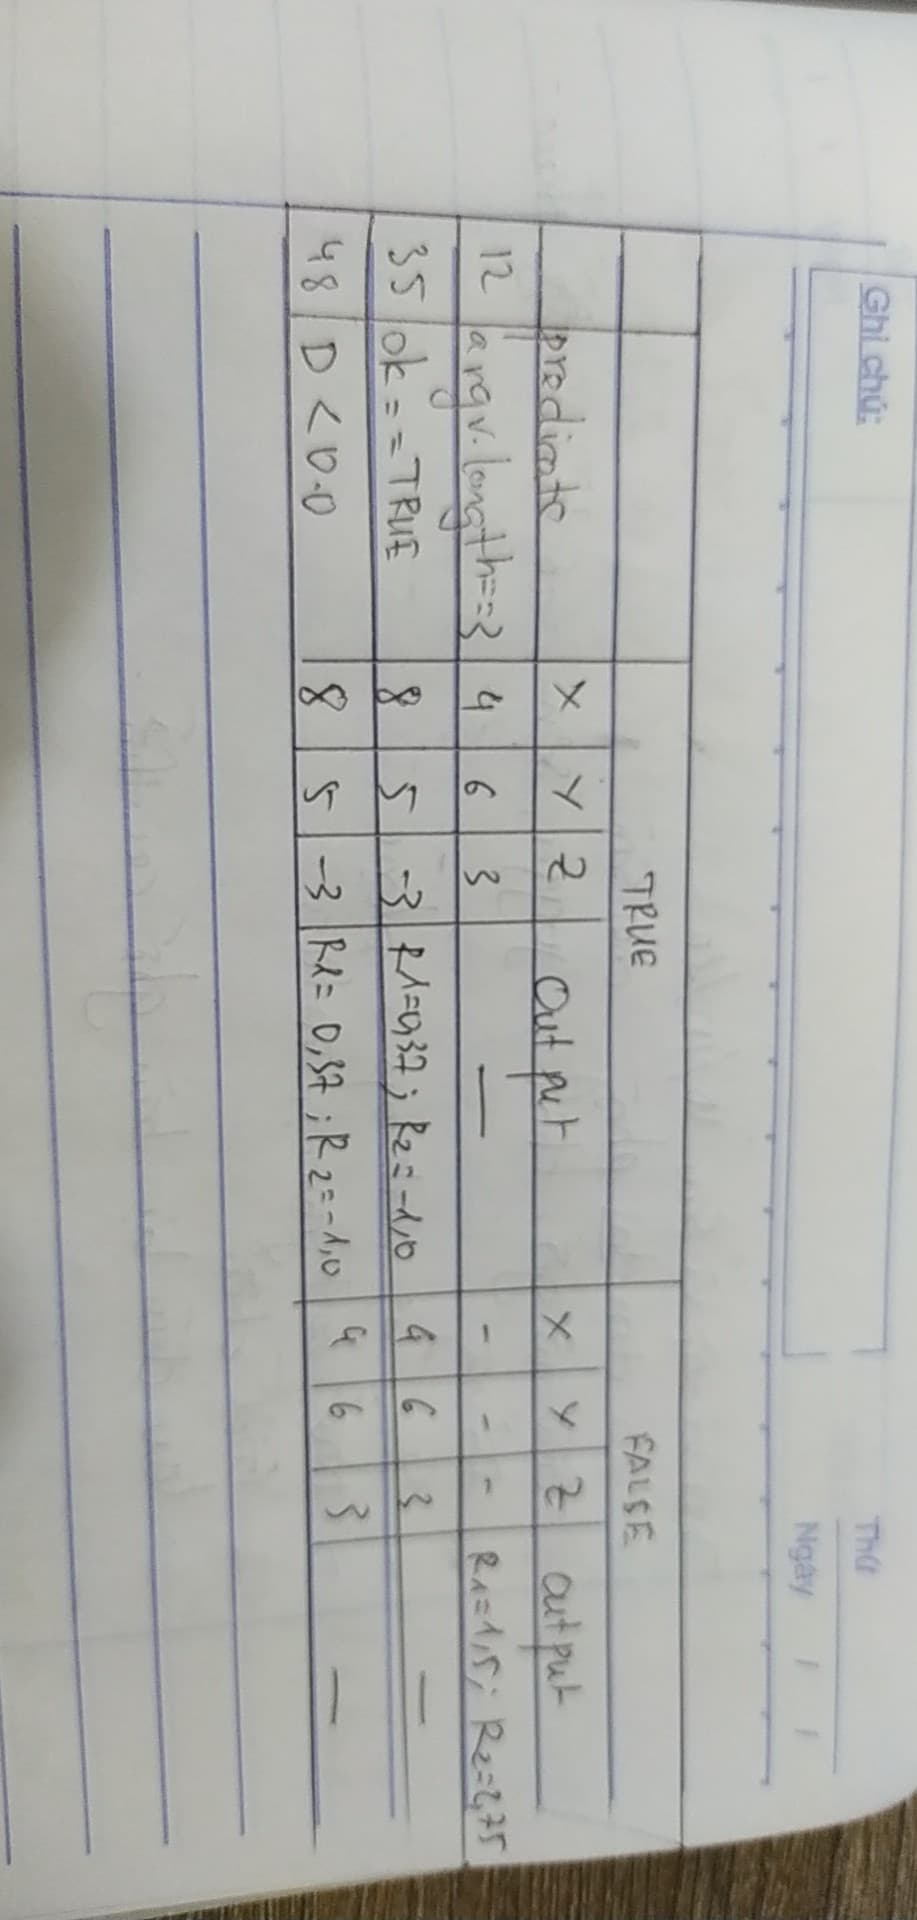 Ghi chú:
Thứ
Ngày / /
TRUE FALSE
predicate X Y Z Output X Y Z output
12 argv.length==3 4 6 3 — - - - R1=1,5; R2=2,75
35 ok==TRUE 8 5 -3 R1=0,37; R2=-1,0 4 6 3 —
48 D<0.0 8 5 -3 R1=0,37; R2=-1,0 4 6 3 —